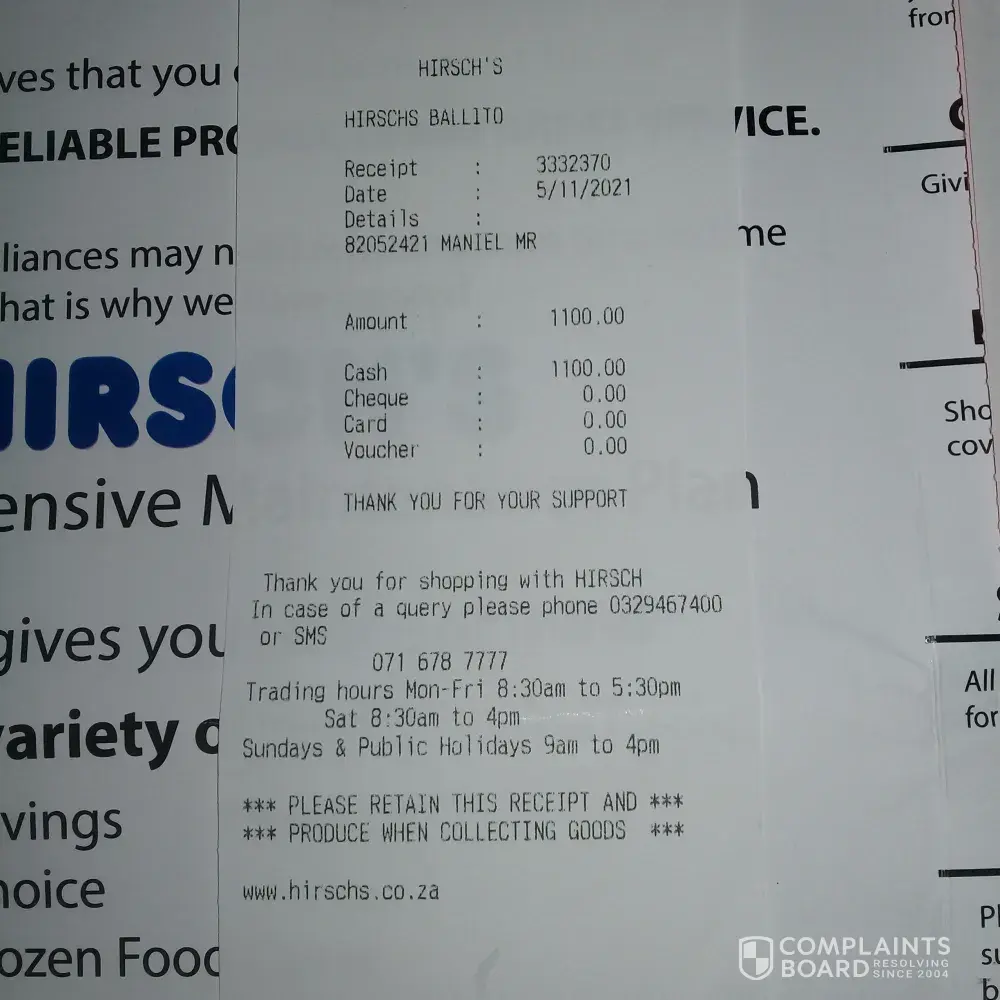 HIRSCH'S
HIRSCHS BALLITO
Receipt : 3332370
Date : 5/11/2021
Details :
82052421 MANIEL MR
Amount : 1100.00
Cash : 1100.00
Cheque : 0.00
Card : 0.00
Voucher : 0.00
THANK YOU FOR YOUR SUPPORT
Thank you for shopping with HIRSCH
In case of a query please phone 0329467400
or SMS
071 678 7777
Trading hours Mon-Fri 8:30am to 5:30pm
Sat 8:30am to 4pm
Sundays & Public Holidays 9am to 4pm
*** PLEASE RETAIN THIS RECEIPT AND ***
*** PRODUCE WHEN COLLECTING GOODS ***
www.hirschs.co.za
ves that you
ELIABLE PRO
liances may n
hat is why we
HIRSC
ensive M
gives you
variety o
vings
hoice
ozen Food
VICE.
me
n
from
Givi
Sho
cov
All
for
Pl
su
b
COMPLAINTS
BOARD RESOLVING
SINCE 2004